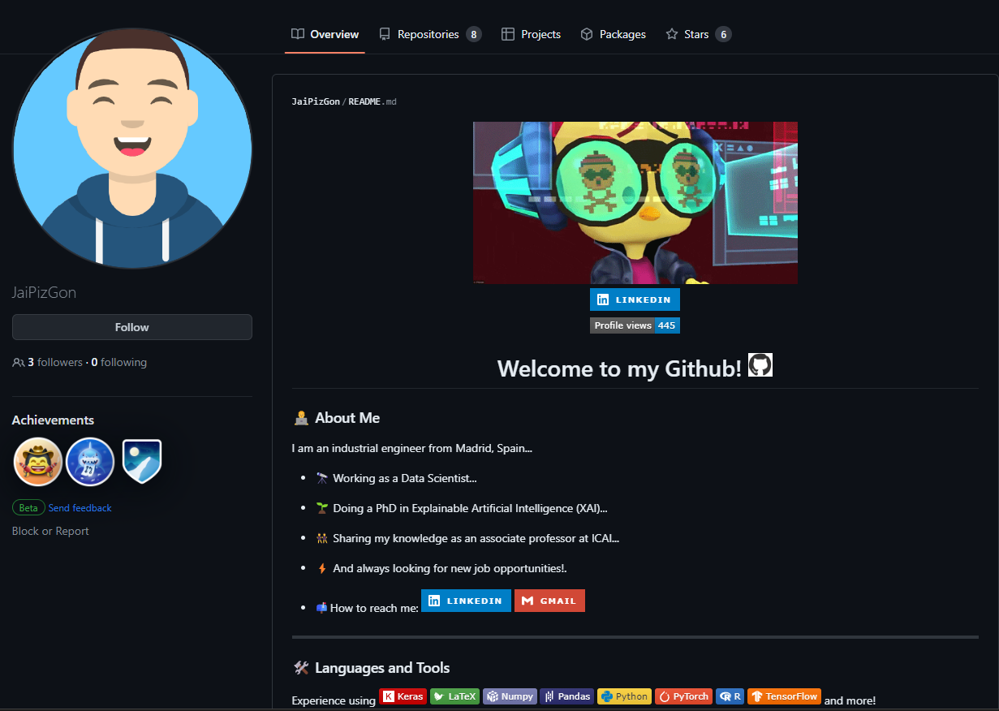 Overview Repositories 8 Projects Packages Stars 6
JaiPizGon / README.md
LINKEDIN
Profile views 445
Welcome to my Github!
JaiPizGon
Follow
3 followers · 0 following
Achievements
Beta Send feedback
Block or Report
About Me
I am an industrial engineer from Madrid, Spain...
Working as a Data Scientist...
Doing a PhD in Explainable Artificial Intelligence (XAI)...
Sharing my knowledge as an associate professor at ICAI...
And always looking for new job opportunities!.
How to reach me: LINKEDIN GMAIL
Languages and Tools
Experience using Keras LaTeX Numpy Pandas Python PyTorch R TensorFlow and more!